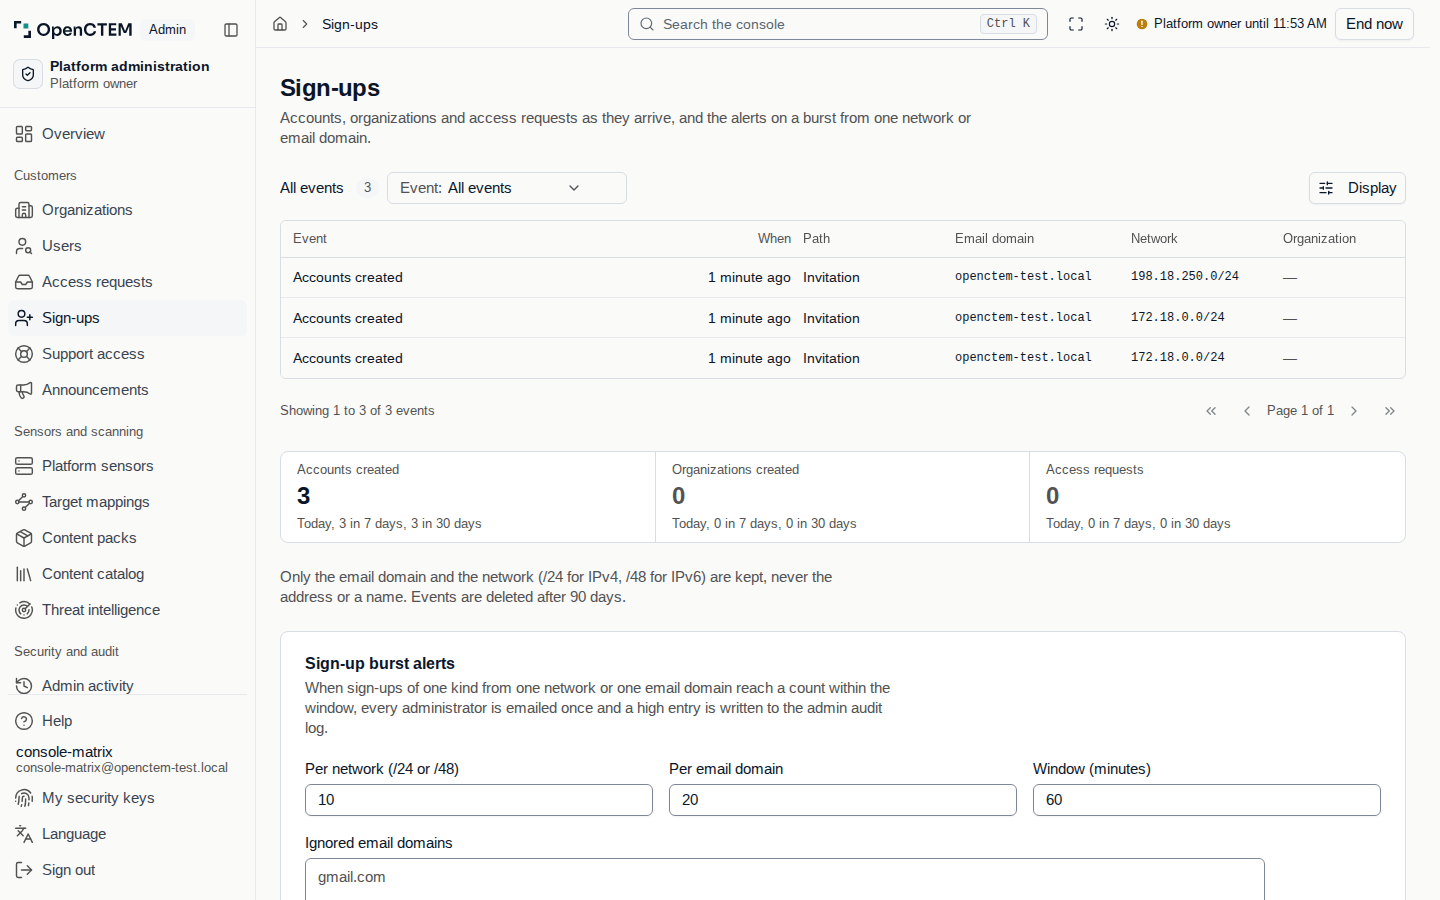 OpenCTEM
Admin
Platform administration
Platform owner
Overview
Customers
Organizations
Users
Access requests
Sign-ups
Support access
Announcements
Sensors and scanning
Platform sensors
Target mappings
Content packs
Content catalog
Threat intelligence
Security and audit
Admin activity
Help
console-matrix
console-matrix@openctem-test.local
My security keys
Language
Sign out
Sign-ups
Search the console
Ctrl K
Platform owner until 11:53 AM
End now
Sign-ups
Accounts, organizations and access requests as they arrive, and the alerts on a burst from one network or
email domain.
All events 3
Event: All events
Display
Event When Path Email domain Network Organization
Accounts created 1 minute ago Invitation openctem-test.local 198.18.250.0/24 —
Accounts created 1 minute ago Invitation openctem-test.local 172.18.0.0/24 —
Accounts created 1 minute ago Invitation openctem-test.local 172.18.0.0/24 —
Showing 1 to 3 of 3 events
Page 1 of 1
Accounts created
3
Today, 3 in 7 days, 3 in 30 days
Organizations created
0
Today, 0 in 7 days, 0 in 30 days
Access requests
0
Today, 0 in 7 days, 0 in 30 days
Only the email domain and the network (/24 for IPv4, /48 for IPv6) are kept, never the
address or a name. Events are deleted after 90 days.
Sign-up burst alerts
When sign-ups of one kind from one network or one email domain reach a count within the
window, every administrator is emailed once and a high entry is written to the admin audit
log.
Per network (/24 or /48)
10
Per email domain
20
Window (minutes)
60
Ignored email domains
gmail.com